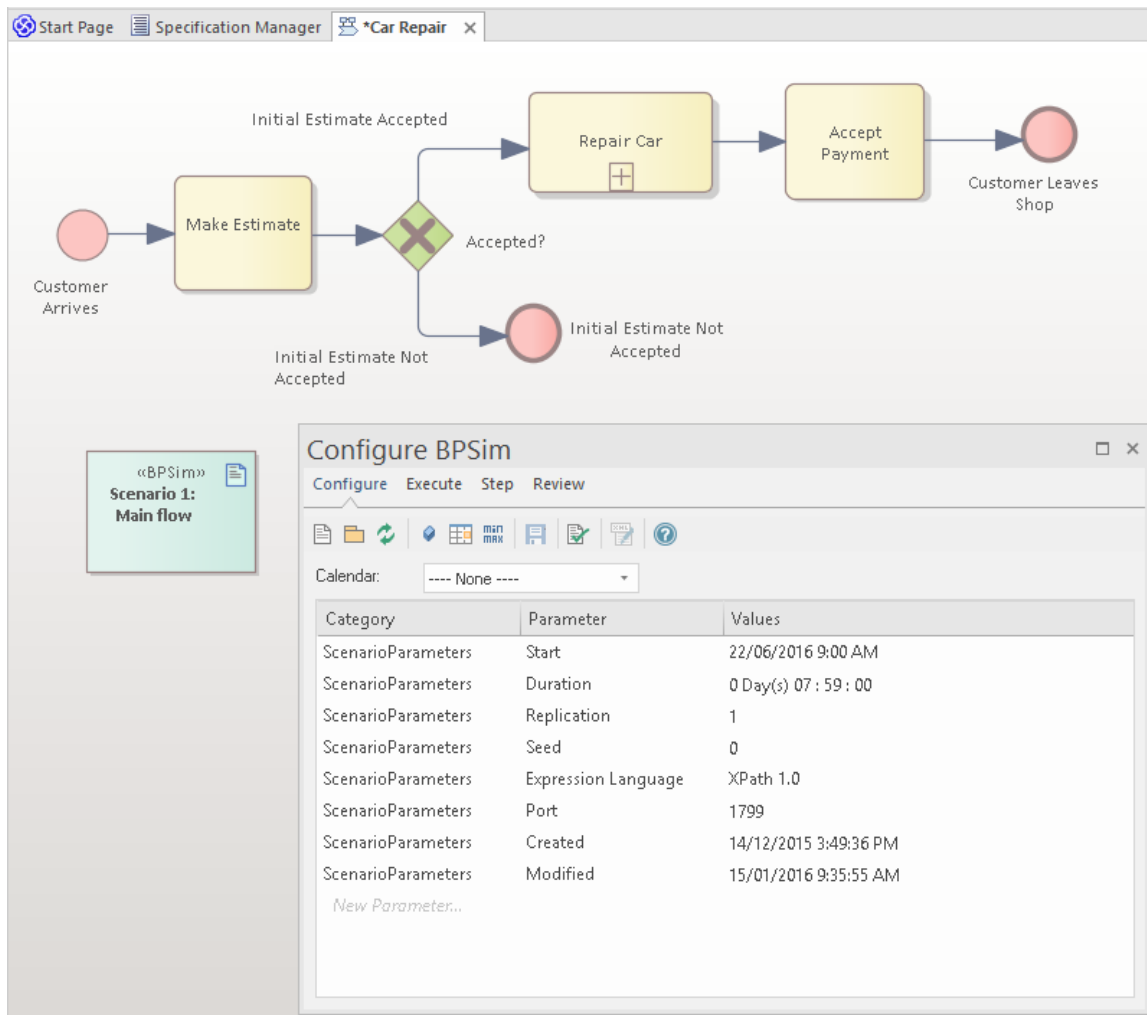 Start Page
Specification Manager
*Car Repair
Initial Estimate Accepted
Repair Car
Accept
Payment
Customer Leaves
Shop
Make Estimate
Accepted?
Customer
Arrives
Initial Estimate Not
Accepted
Initial Estimate Not
Accepted
«BPSim»
Scenario 1:
Main flow
Configure BPSim
Configure Execute Step Review
min
max
XML
Calendar: ---- None ----
Category Parameter Values
ScenarioParameters Start 22/06/2016 9:00 AM
ScenarioParameters Duration 0 Day(s) 07 : 59 : 00
ScenarioParameters Replication 1
ScenarioParameters Seed 0
ScenarioParameters Expression Language XPath 1.0
ScenarioParameters Port 1799
ScenarioParameters Created 14/12/2015 3:49:36 PM
ScenarioParameters Modified 15/01/2016 9:35:55 AM
New Parameter...